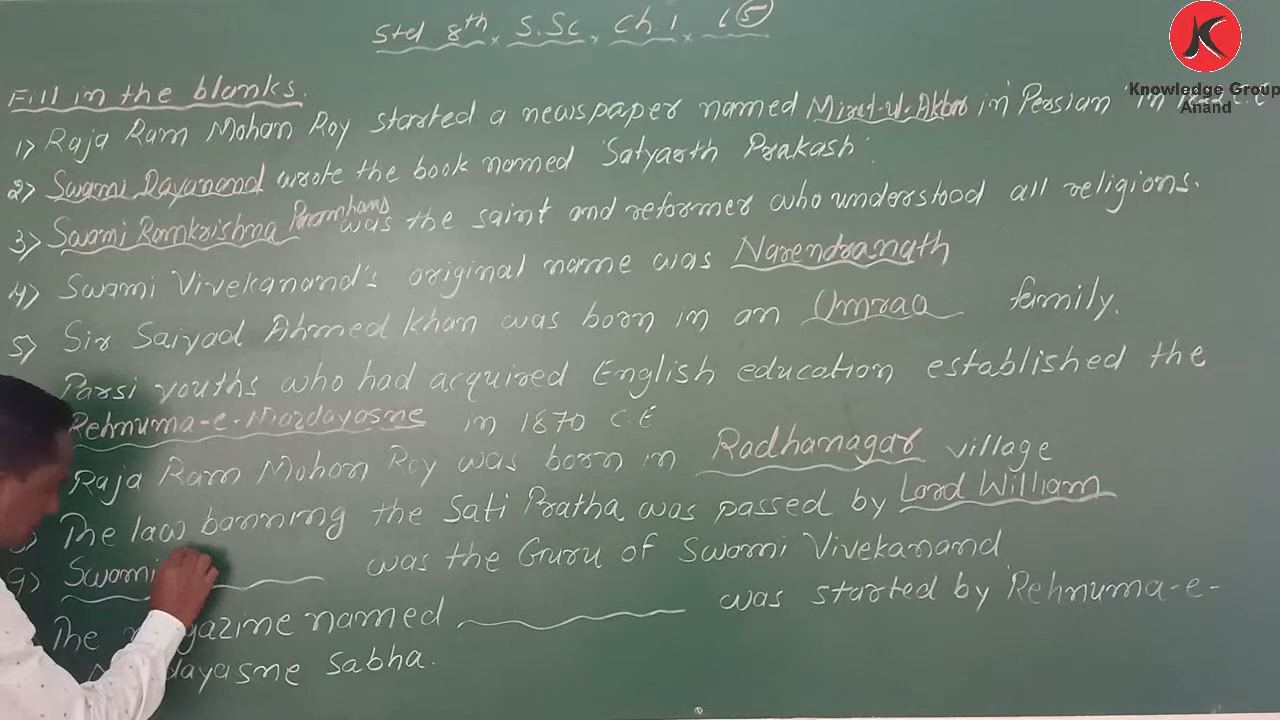 Std 8th, S.Sc, Ch.1, L 5
Knowledge Group
Anand
Fill in the blanks.
1) Raja Ram Mohan Roy started a newspaper named Mirat-ul-Akbar in Persian in
2) Swami Dayanand wrote the book named 'Satyarth Prakash'.
3) Swami Ramkrishna Paramhans was the saint and reformer who understood all religions.
4) Swami Vivekanand's original name was Narendranath
5) Sir Saiyad Ahmed Khan was born in an Umrao family.
Parsi youths who had acquired English education established the
Rehnuma-e-Mazdayasne in 1870 C.E
Raja Ram Mohan Roy was born in Radhanagar village
The law banning the Sati Pratha was passed by Lord William
9) Swami was the Guru of Swami Vivekanand
The named was started by 'Rehnuma-e-
Sabha.